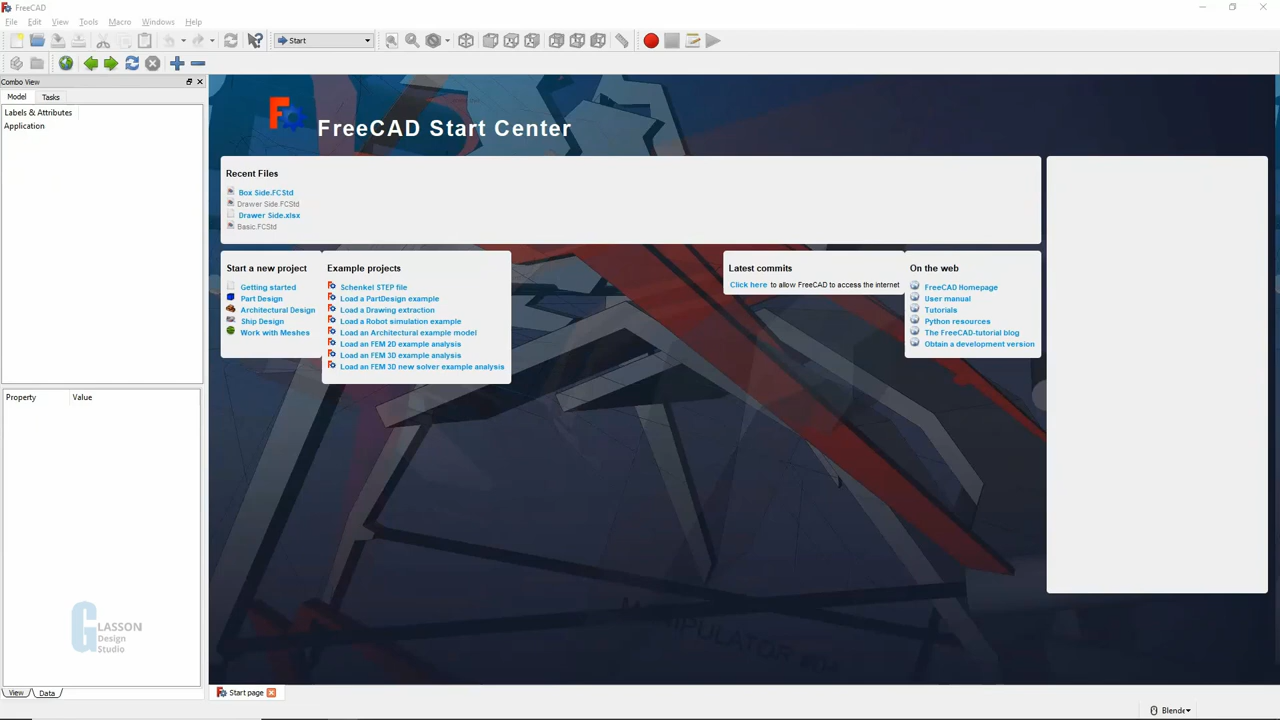 FreeCAD
File Edit View Tools Macro Windows Help
Start
Combo View
Model Tasks
Labels & Attributes
Application
FreeCAD Start Center
Recent Files
Box Side.FCStd
Drawer Side.FCStd
Drawer Side.xlsx
Basic.FCStd
Start a new project
Getting started
Part Design
Architectural Design
Ship Design
Work with Meshes
Example projects
Schenkel STEP file
Load a PartDesign example
Load a Drawing extraction
Load a Robot simulation example
Load an Architectural example model
Load an FEM 2D example analysis
Load an FEM 3D example analysis
Load an FEM 3D new solver example analysis
Latest commits
Click here to allow FreeCAD to access the internet
On the web
FreeCAD Homepage
User manual
Tutorials
Python resources
The FreeCAD-tutorial blog
Obtain a development version
Property Value
GLASSON
Design
Studio
View Data
Start page
Blende